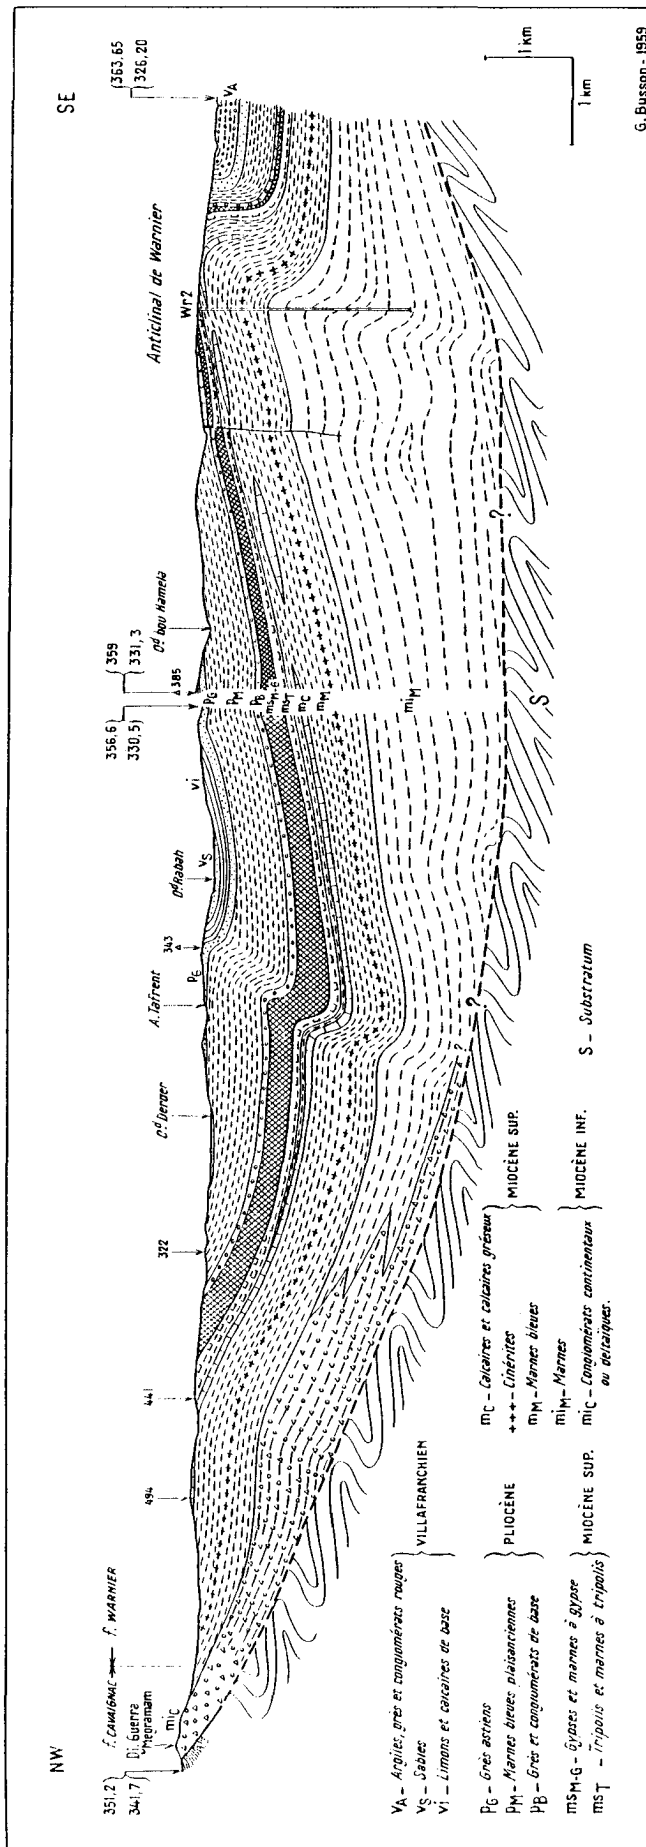 NW
SE
351,2
341,7
Dj. Guerra
Megramam
F. CAVAIGNAC
F. WARNIER
494
441
322
Od Derder
A. Tafrent
343
Od Rabah
356,6
330,5
359
331,3
385
Od bou Hamela
Wr2
Anticlinal de Warnier
363,65
326,20
VA
miC
PG
VS
vi
PG
PM
PB
msM-G
msT
mC
mM
miM
?
?
?
S
VA – Argiles, grès et conglomérats rouges
VS – Sables
Vi – Limons et calcaires de base
VILLAFRANCHIEN
PG – Grès astiens
PM – Marnes bleues plaisanciennes
PB – Grès et conglomérats de base
PLIOCÈNE
msM-G – Gypses et marnes à gypse
msT – Tripolis et marnes à tripolis
MIOCÈNE SUP.
mC – Calcaires et calcaires gréseux
+++ – Cinérites
mM – Marnes bleues
MIOCÈNE SUP.
miM – Marnes
miC – Conglomérats continentaux
ou deltaïques.
MIOCÈNE INF.
S – Substratum
1 km
1 km
G. Busson - 1959